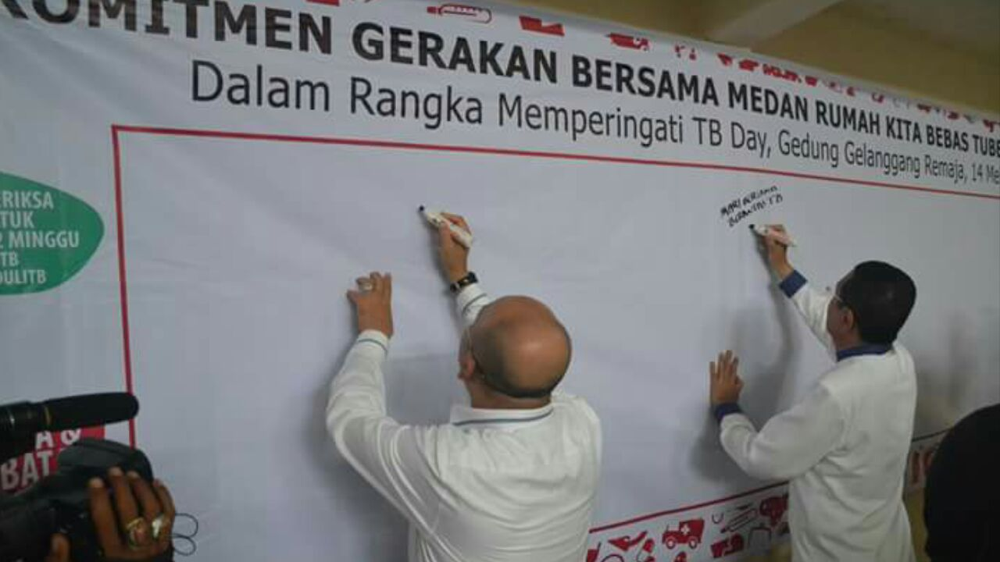 KOMITMEN GERAKAN BERSAMA MEDAN RUMAH KITA BEBAS TUBE
Dalam Rangka Memperingati TB Day, Gedung Gelanggang Remaja, 14 Me
ERIKSA
TUK
2 MINGGU
TB
DULITB
MARI BERSAMA
BERANTAS TB
A &
BAT